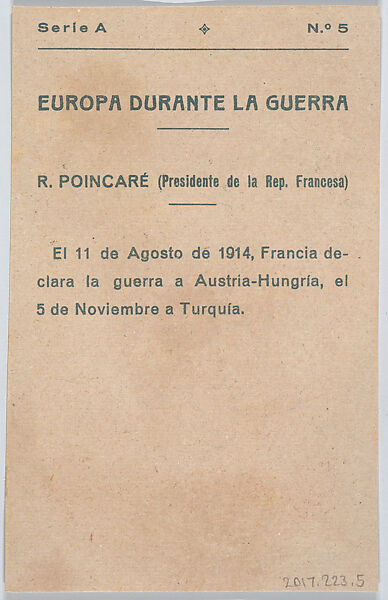 Serie A N.º 5
EUROPA DURANTE LA GUERRA
R. POINCARÉ (Presidente de la Rep. Francesa)
El 11 de Agosto de 1914, Francia de-
clara la guerra a Austria-Hungría, el
5 de Noviembre a Turquía.
2017.223.5